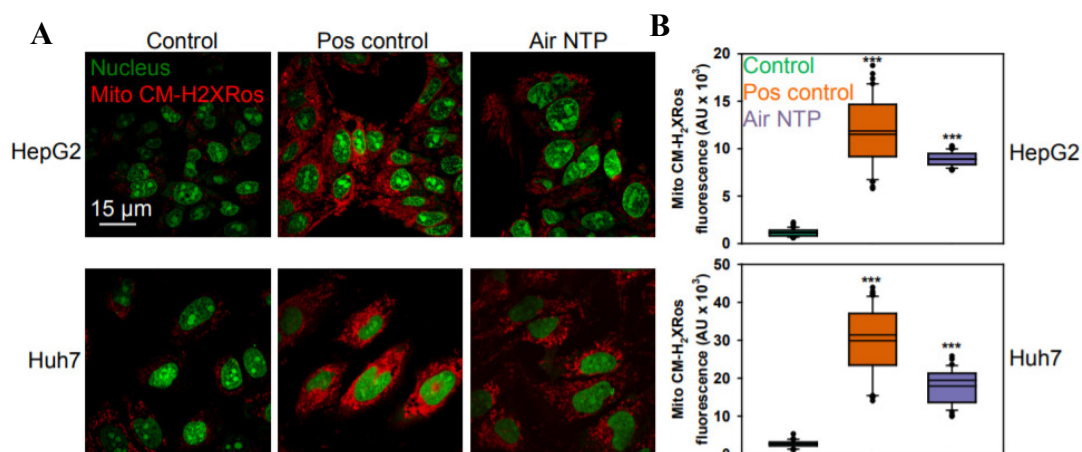 A
Control
Pos control
Air NTP
Nucleus
Mito CM-H2XRos
HepG2
15 µm
Huh7
B
Mito CM-H₂XRos
fluorescence (AU x 10³)
20
15
10
5
0
Control
Pos control
Air NTP
***
***
HepG2
Mito CM-H₂XRos
fluorescence (AU x 10³)
50
40
30
20
10
0
***
***
Huh7